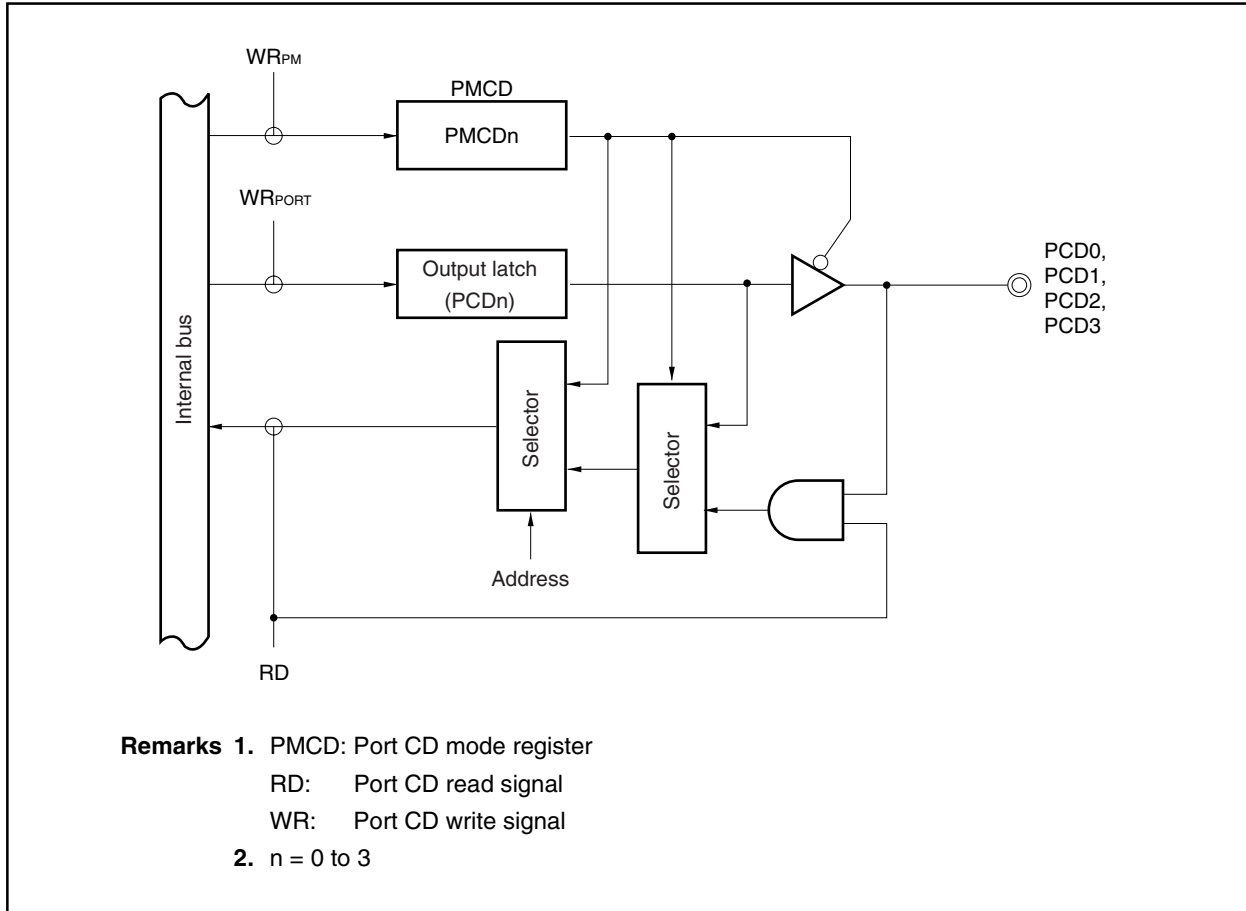 WRPM
PMCD
PMCDn
WRPORT
Output latch
(PCDn)
PCD0,
PCD1,
PCD2,
PCD3
Internal bus
Selector
Selector
Address
RD
Remarks 1. PMCD: Port CD mode register
RD: Port CD read signal
WR: Port CD write signal
2. n = 0 to 3